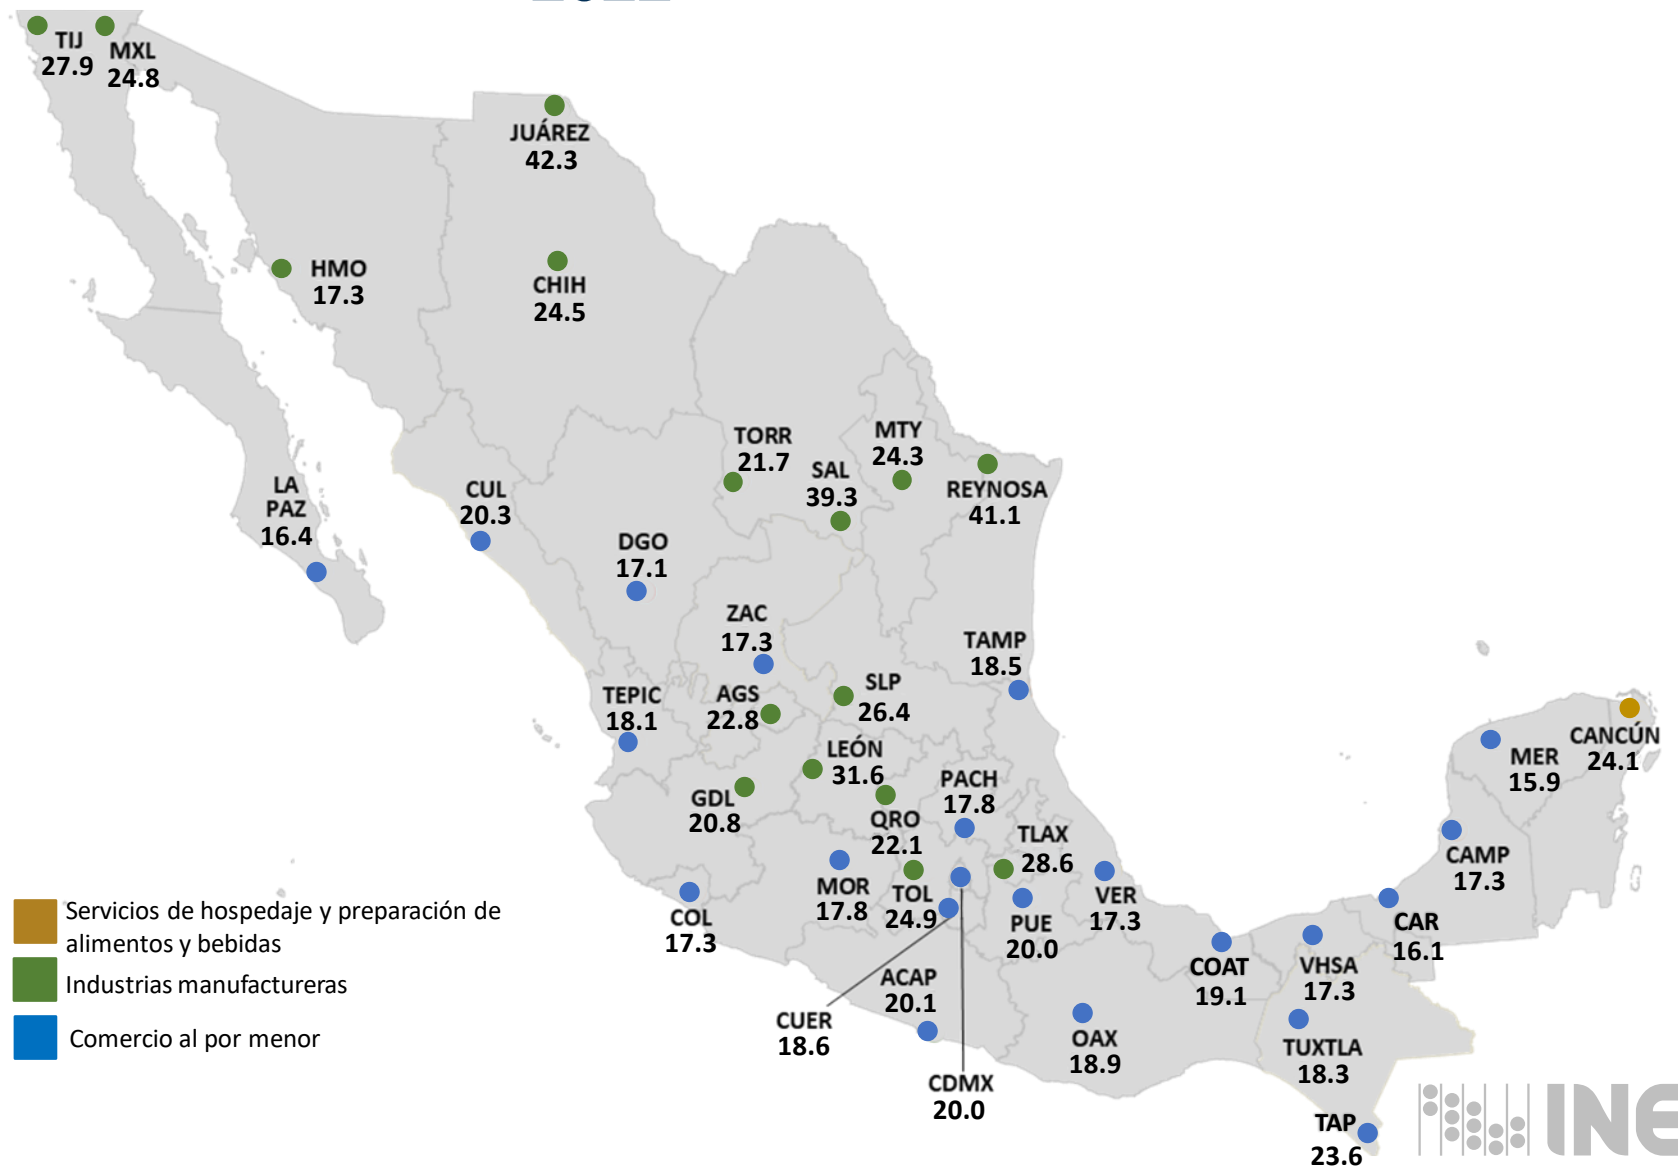 TIJ
27.9
MXL
24.8
JUÁREZ
42.3
HMO
17.3
CHIH
24.5
TORR
21.7
MTY
24.3
SAL
39.3
REYNOSA
41.1
LA
PAZ
16.4
CUL
20.3
DGO
17.1
ZAC
17.3
TAMP
18.5
TEPIC
18.1
AGS
22.8
SLP
26.4
LEÓN
31.6
GDL
20.8
QRO
22.1
PACH
17.8
TLAX
28.6
MER
15.9
CANCÚN
24.1
CAMP
17.3
CAR
16.1
COL
17.3
MOR
17.8
TOL
24.9
PUE
20.0
VER
17.3
COAT
19.1
VHSA
17.3
ACAP
20.1
CUER
18.6
CDMX
20.0
OAX
18.9
TUXTLA
18.3
TAP
23.6
Servicios de hospedaje y preparación de
alimentos y bebidas
Industrias manufactureras
Comercio al por menor
INE